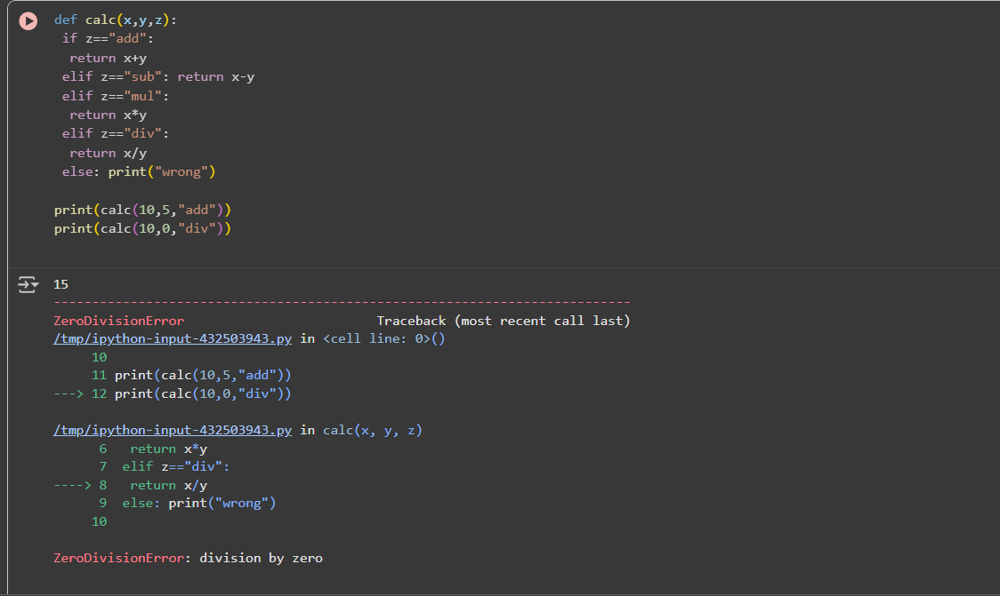 def calc(x,y,z):
 if z=="add":
  return x+y
 elif z=="sub": return x-y
 elif z=="mul":
  return x*y
 elif z=="div":
  return x/y
 else: print("wrong")

print(calc(10,5,"add"))
print(calc(10,0,"div"))

15
---------------------------------------------------------------------------
ZeroDivisionError                         Traceback (most recent call last)
/tmp/ipython-input-432503943.py in <cell line: 0>()
     10
     11 print(calc(10,5,"add"))
---> 12 print(calc(10,0,"div"))

/tmp/ipython-input-432503943.py in calc(x, y, z)
      6   return x*y
      7  elif z=="div":
----> 8   return x/y
      9  else: print("wrong")
     10

ZeroDivisionError: division by zero